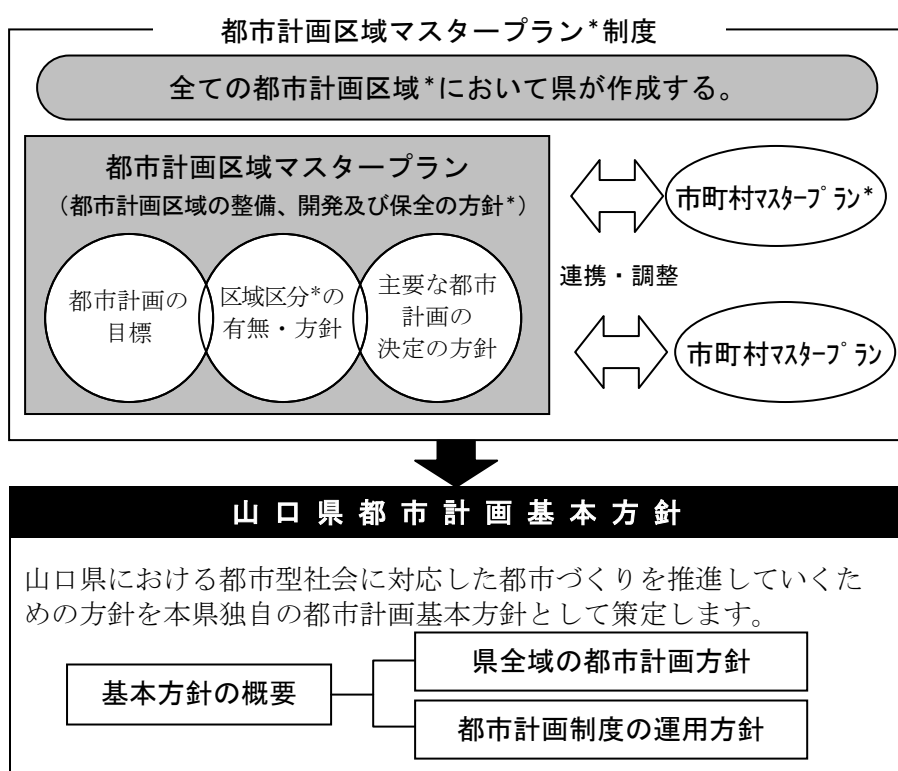 都市計画区域マスタープラン*制度
全ての都市計画区域*において県が作成する。
都市計画区域マスタープラン
（都市計画区域の整備、開発及び保全の方針*）
都市計画の
目標
区域区分*の
有無・方針
主要な都市
計画の
決定の方針
市町村ﾏｽﾀｰﾌﾟﾗﾝ*
連携・調整
市町村ﾏｽﾀｰﾌﾟﾗﾝ
山口県都市計画基本方針
山口県における都市型社会に対応した都市づくりを推進していくた
めの方針を本県独自の都市計画基本方針として策定します。
基本方針の概要
県全域の都市計画方針
都市計画制度の運用方針